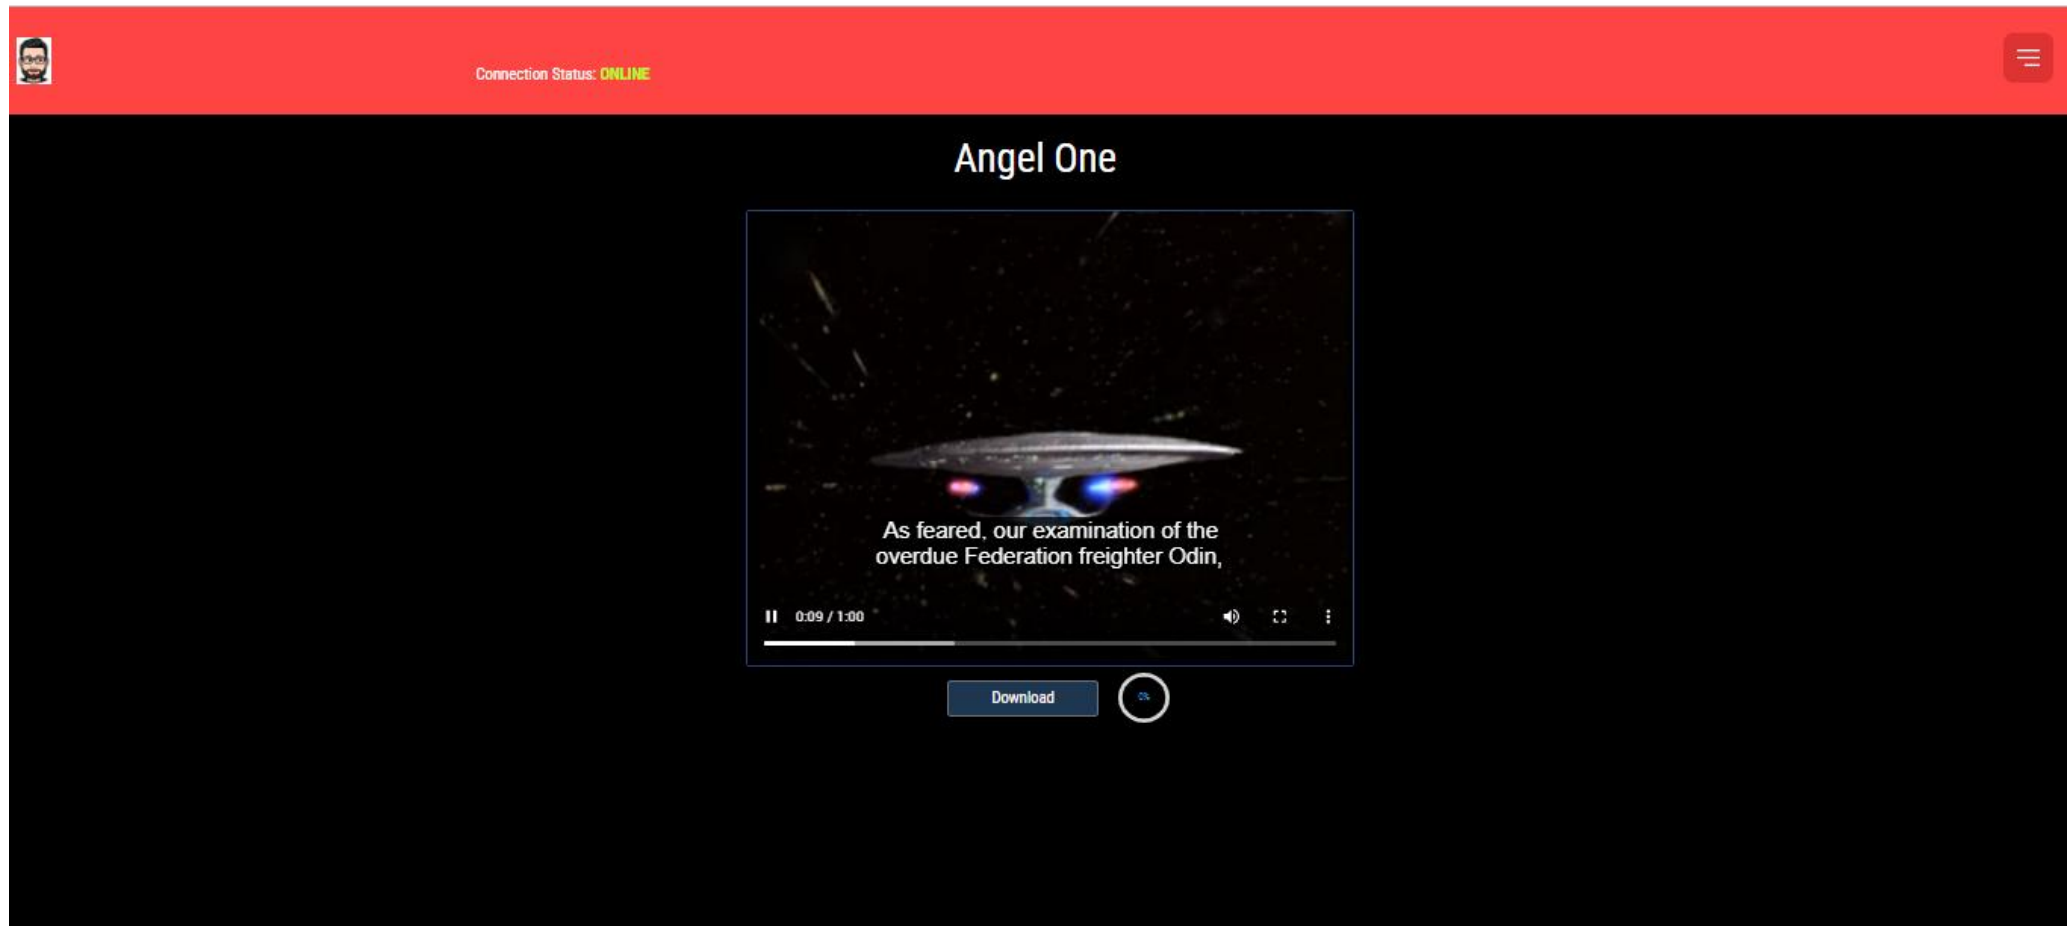 Connection Status: ONLINE
Angel One
As feared, our examination of the
overdue Federation freighter Odin,
0:09 / 1:00
Download
0%